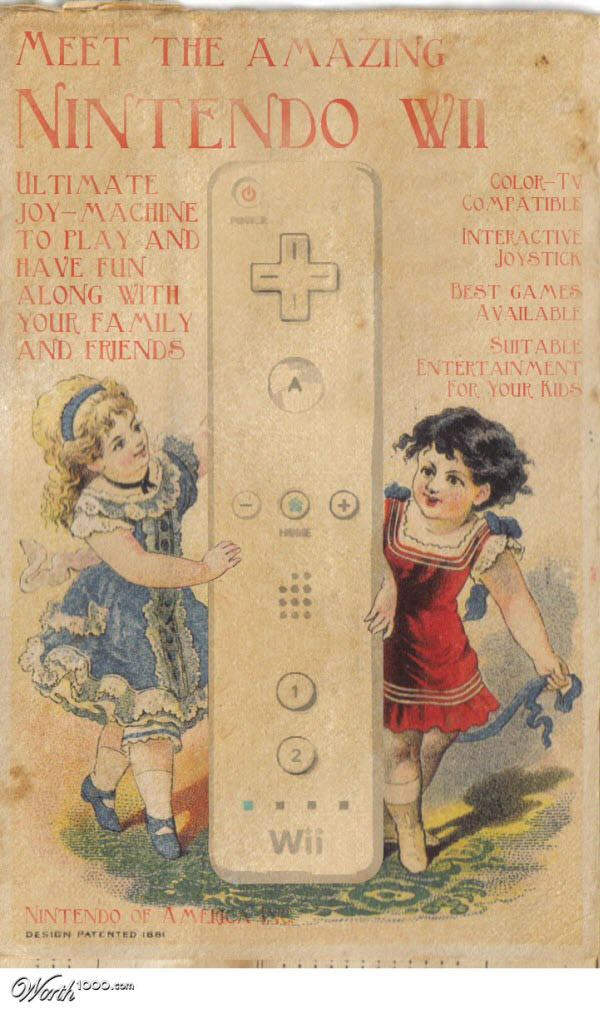 MEET THE AMAZING
NINTENDO WII
ULTIMATE
JOY-MACHINE
TO PLAY AND
HAVE FUN
ALONG WITH
YOUR FAMILY
AND FRIENDS
COLOR-TV
COMPATIBLE
INTERACTIVE
JOYSTICK
BEST GAMES
AVAILABLE
SUITABLE
ENTERTAINMENT
FOR YOUR KIDS
POWER
A
HOME
1
2
Wii
NINTENDO OF AMERICA INC.
DESIGN PATENTED 1881
Worth1000.com